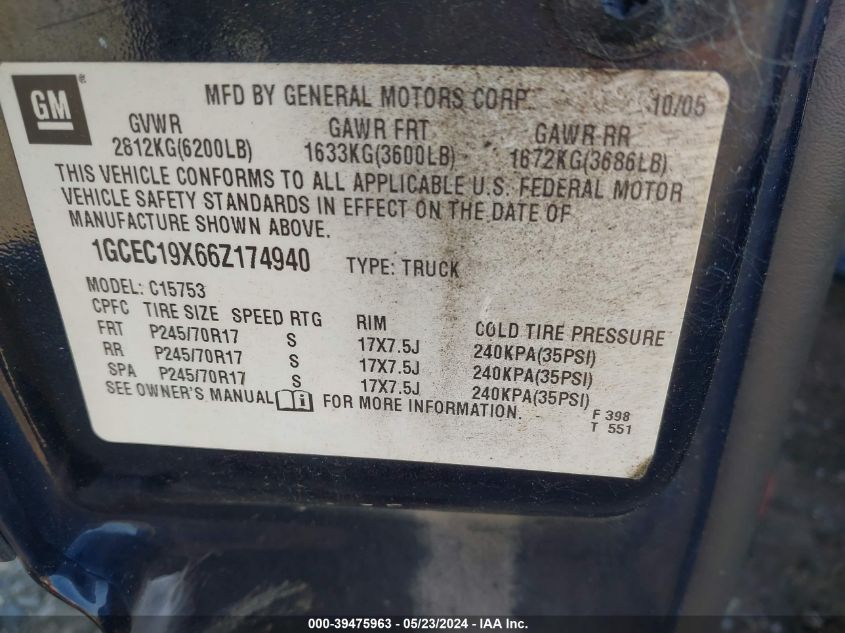 GM ® MFD BY GENERAL MOTORS CORP 10/05
GVWR GAWR FRT GAWR RR
2812KG(6200LB) 1633KG(3600LB) 1672KG(3686LB)
THIS VEHICLE CONFORMS TO ALL APPLICABLE U.S. FEDERAL MOTOR
VEHICLE SAFETY STANDARDS IN EFFECT ON THE DATE OF
MANUFACTURE SHOWN ABOVE.
1GCEC19X66Z174940 TYPE: TRUCK
MODEL: C15753
CPFC TIRE SIZE SPEED RTG RIM COLD TIRE PRESSURE
FRT P245/70R17 S 17X7.5J 240KPA(35PSI)
RR P245/70R17 S 17X7.5J 240KPA(35PSI)
SPA P245/70R17 S 17X7.5J 240KPA(35PSI)
SEE OWNER'S MANUAL i FOR MORE INFORMATION.
F 398
T 551
000-39475963 - 05/23/2024 - IAA Inc.